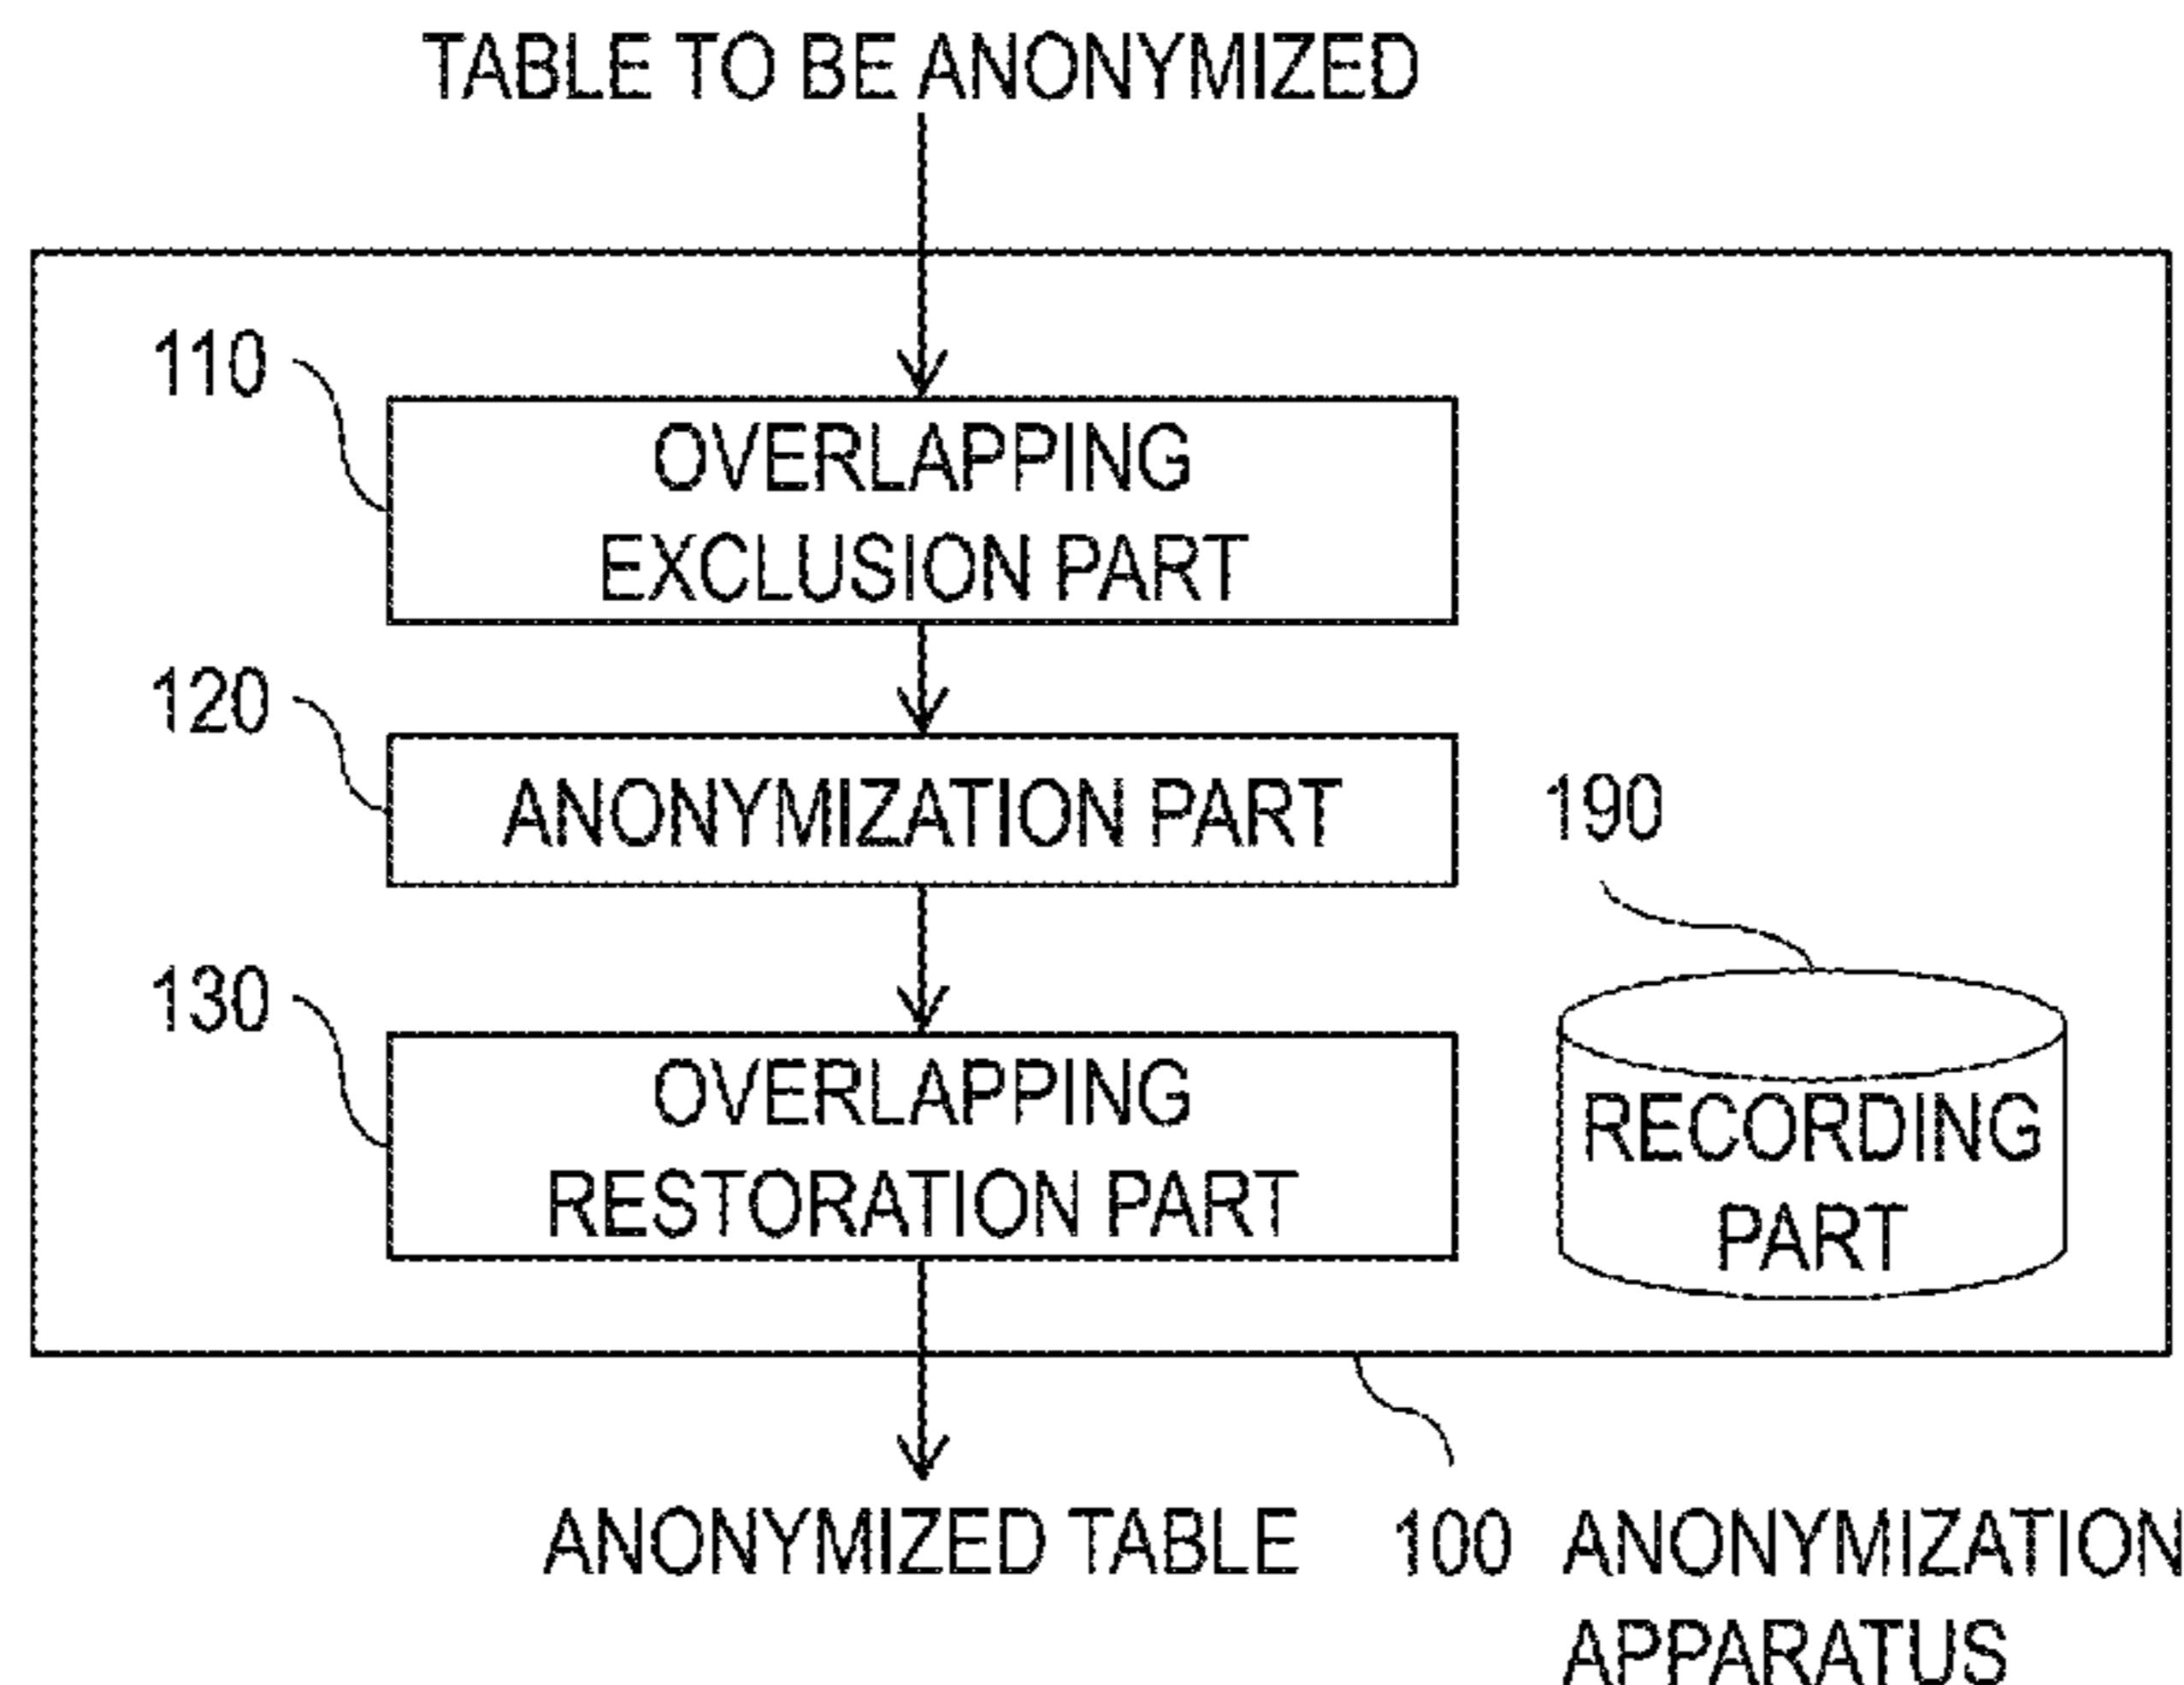 TABLE TO BE ANONYMIZED
110
OVERLAPPING
EXCLUSION PART
120
ANONYMIZATION PART
190
130
OVERLAPPING
RESTORATION PART
RECORDING
PART
ANONYMIZED TABLE
100 ANONYMIZATION
APPARATUS